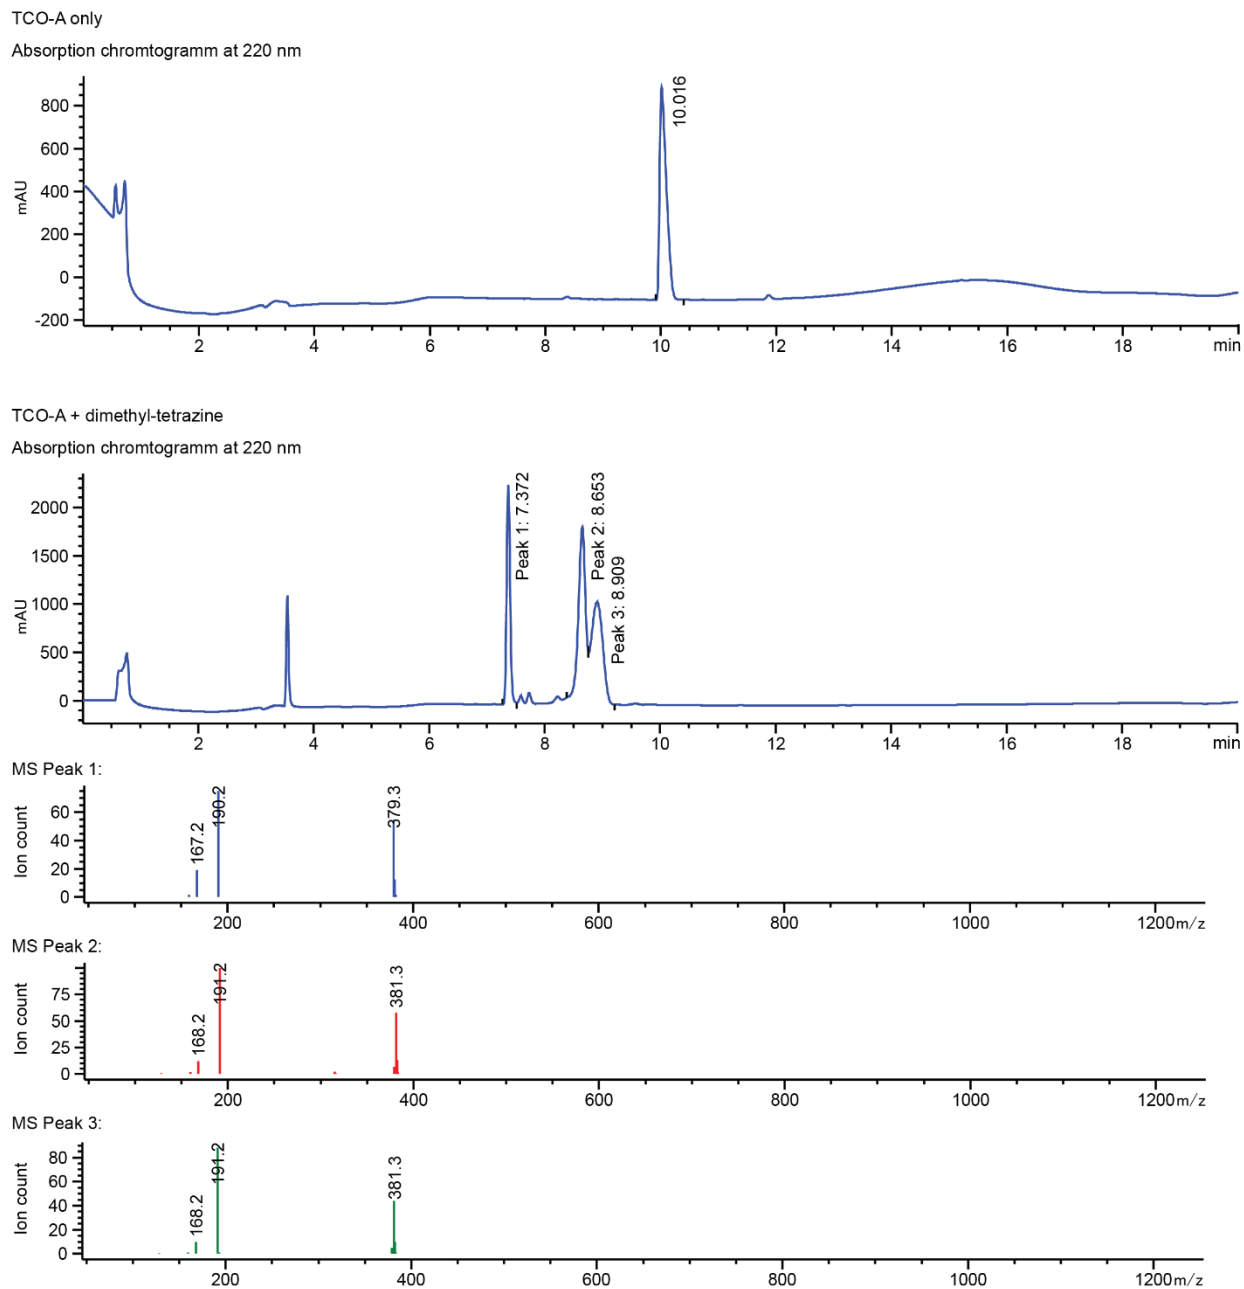 TCO-A only
Absorption chromtogramm at 220 nm
mAU
800
600
400
200
0
-200
10.016
2 4 6 8 10 12 14 16 18 min
TCO-A + dimethyl-tetrazine
Absorption chromtogramm at 220 nm
mAU
2000
1500
1000
500
0
Peak 1: 7.372
Peak 2: 8.653
Peak 3: 8.909
2 4 6 8 10 12 14 16 18 min
MS Peak 1:
Ion count
60
40
20
0
167.2
190.2
379.3
200 400 600 800 1000 1200m/z
MS Peak 2:
Ion count
75
50
25
0
168.2
191.2
381.3
200 400 600 800 1000 1200m/z
MS Peak 3:
Ion count
80
60
40
20
0
168.2
191.2
381.3
200 400 600 800 1000 1200m/z